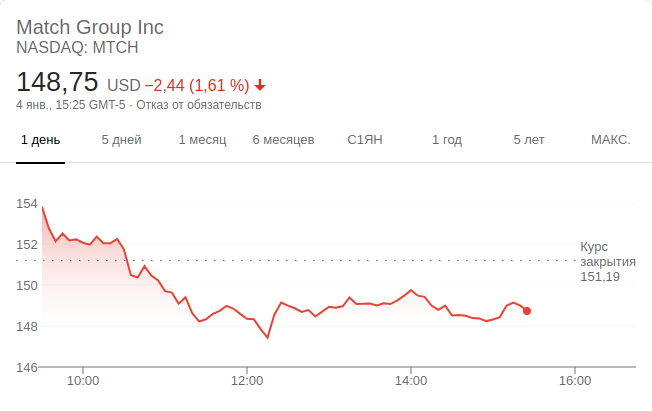 Match Group Inc
NASDAQ: MTCH
148,75 USD −2,44 (1,61 %)
4 янв., 15:25 GMT-5 · Отказ от обязательств
1 день 5 дней 1 месяц 6 месяцев С1ЯН 1 год 5 лет МАКС.
154
152
150
148
146
Курс
закрытия
151,19
10:00 12:00 14:00 16:00